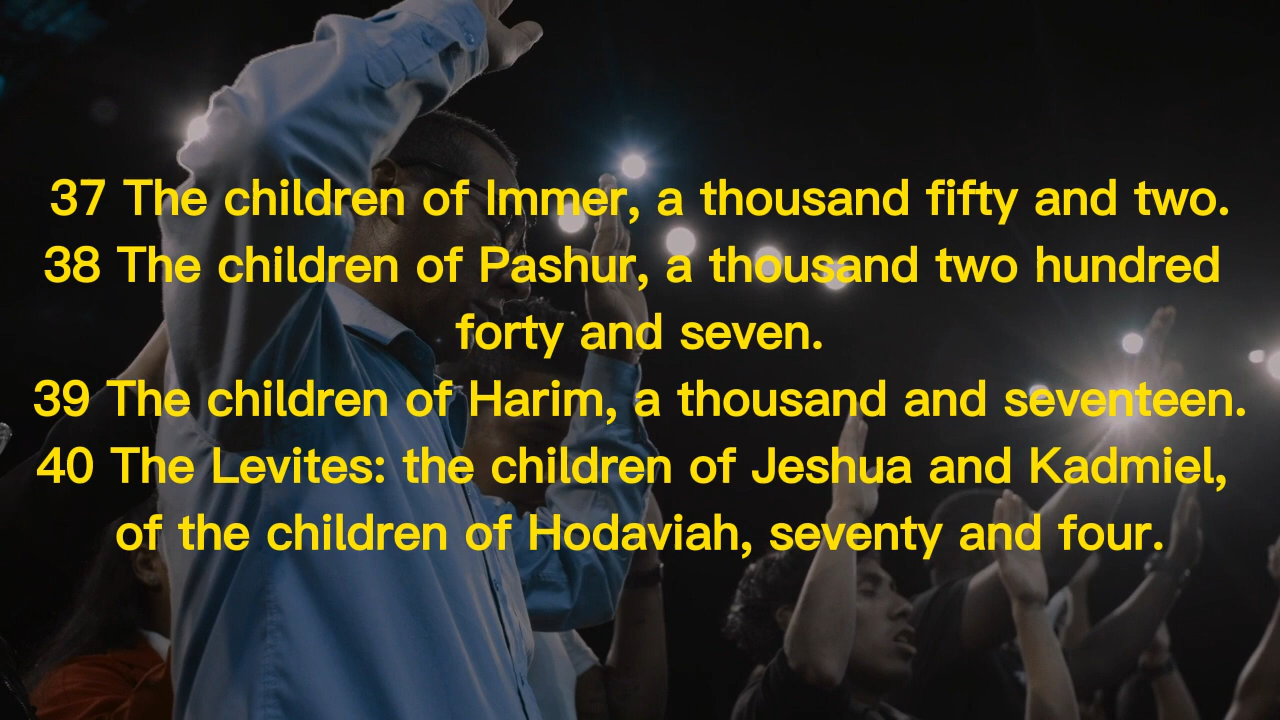 37 The children of Immer, a thousand fifty and two.
38 The children of Pashur, a thousand two hundred
forty and seven.
39 The children of Harim, a thousand and seventeen.
40 The Levites: the children of Jeshua and Kadmiel,
of the children of Hodaviah, seventy and four.